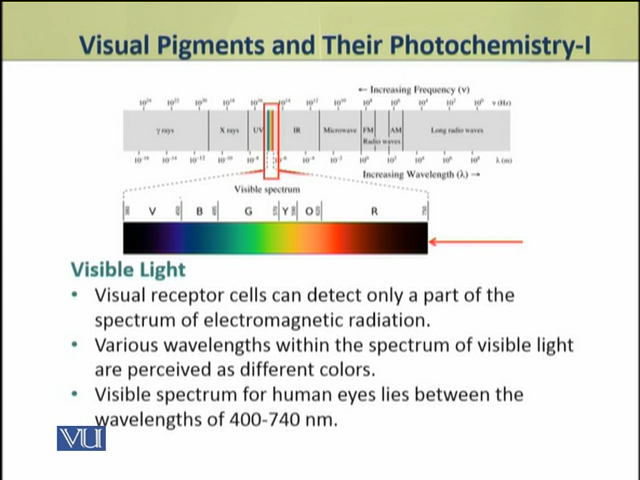 Visual Pigments and Their Photochemistry-I
← Increasing Frequency (ν)
ν (Hz)
γ rays X rays UV IR Microwave FM AM Long radio waves
Radio waves
λ (m)
Increasing Wavelength (λ) →
Visible spectrum
V B G Y O R
Visible Light
• Visual receptor cells can detect only a part of the
spectrum of electromagnetic radiation.
• Various wavelengths within the spectrum of visible light
are perceived as different colors.
• Visible spectrum for human eyes lies between the
wavelengths of 400-740 nm.
VU